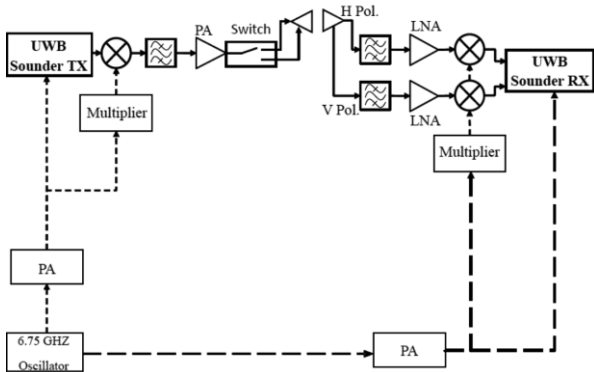 PA
Switch
H Pol.
LNA
UWB
Sounder TX
UWB
Sounder RX
Multiplier
V Pol.
LNA
Multiplier
PA
6.75 GHZ
Oscillator
PA